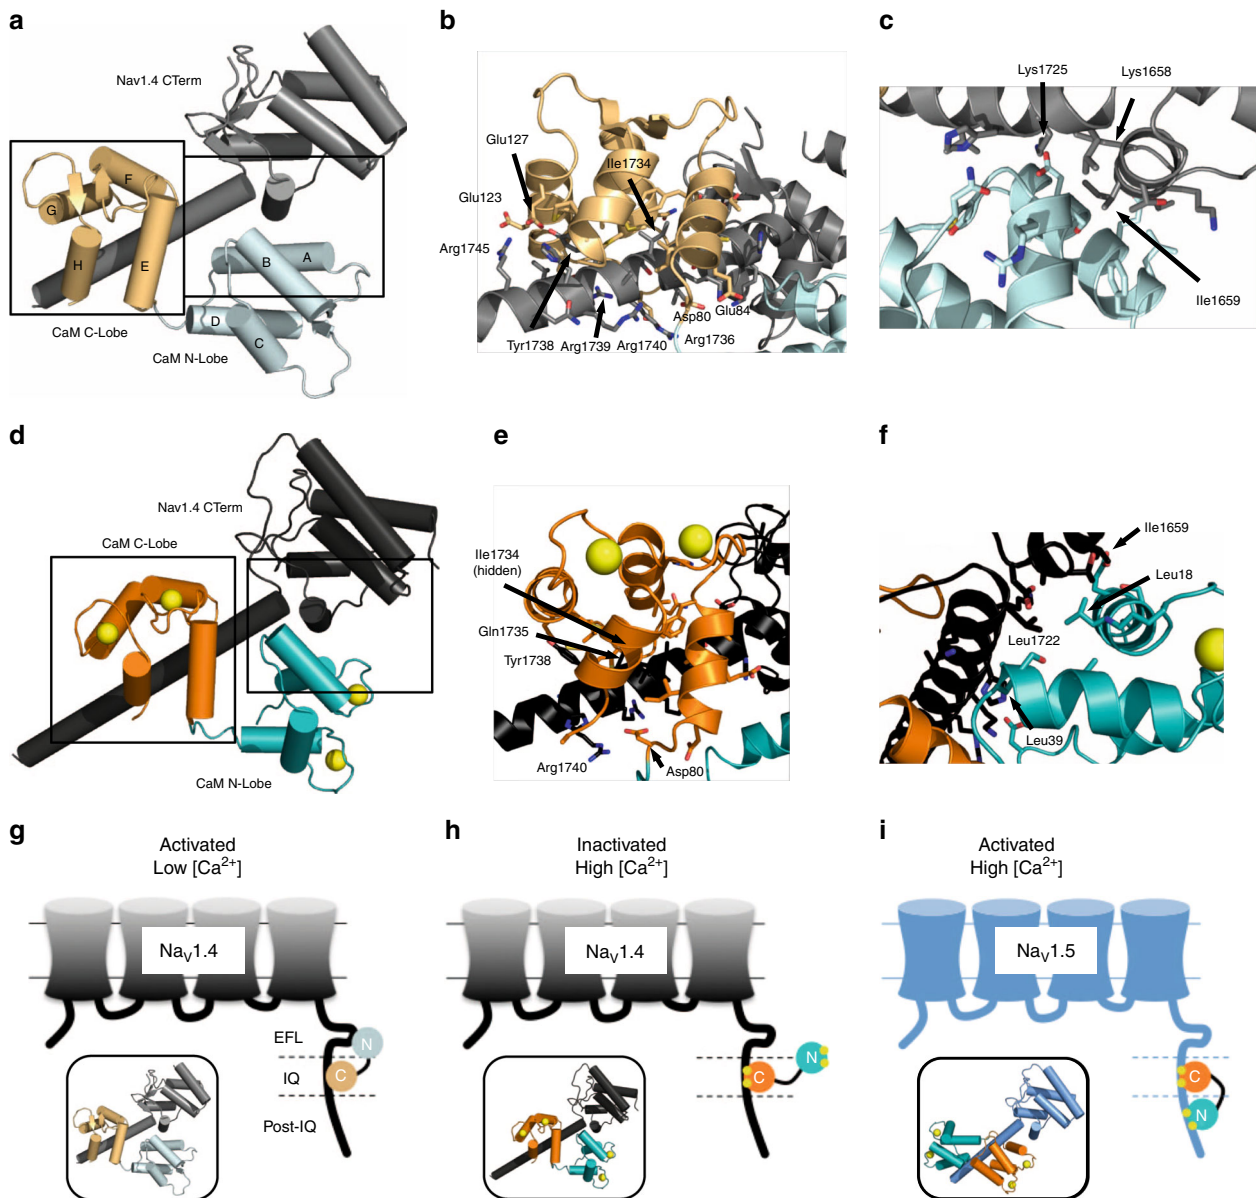 a
Nav1.4 CTerm
F
G
H
E
B
A
D
C
CaM C-Lobe
CaM N-Lobe
b
Glu127
Ile1734
Glu123
Arg1745
Asp80
Glu84
Tyr1738
Arg1739
Arg1740
Arg1736
c
Lys1725
Lys1658
Ile1659
d
Nav1.4 CTerm
CaM C-Lobe
CaM N-Lobe
e
Ile1734
(hidden)
Gln1735
Tyr1738
Arg1740
Asp80
f
Ile1659
Leu18
Leu1722
Leu39
g
Activated
Low [Ca2+]
NaV1.4
EFL
N
IQ
C
Post-IQ
h
Inactivated
High [Ca2+]
NaV1.4
N
C
i
Activated
High [Ca2+]
NaV1.5
C
N